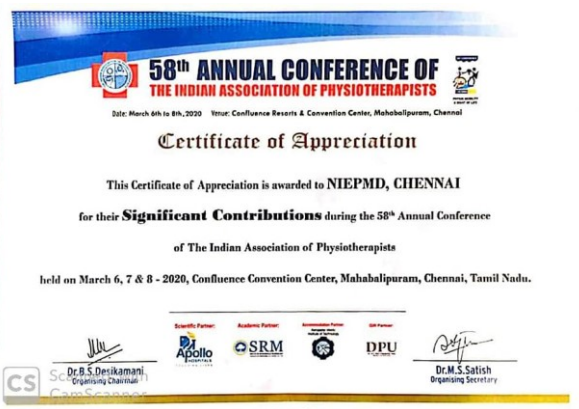 58th ANNUAL CONFERENCE OF
THE INDIAN ASSOCIATION OF PHYSIOTHERAPISTS
Date: March 6th to 8th, 2020 Venue: Confluence Resorts & Convention Center, Mahabalipuram, Chennai
Certificate of Appreciation
This Certificate of Appreciation is awarded to NIEPMD, CHENNAI
for their Significant Contributions during the 58th Annual Conference
of The Indian Association of Physiotherapists
held on March 6, 7 & 8 - 2020, Confluence Convention Center, Mahabalipuram, Chennai, Tamil Nadu.
Scientific Partner: Academic Partner: Accommodation Partner: Gift Partner:
Apollo
HOSPITALS
SRM
DPU
Dr.B.S.Desikamani
Organising Chairman
Dr.M.S.Satish
Organising Secretary
CS
CamScanner